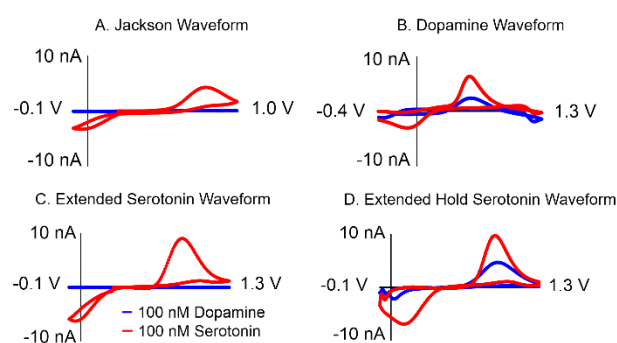 A. Jackson Waveform
10 nA
-0.1 V
1.0 V
-10 nA
B. Dopamine Waveform
10 nA
-0.4 V
1.3 V
-10 nA
C. Extended Serotonin Waveform
10 nA
-0.1 V
1.3 V
-10 nA
100 nM Dopamine
100 nM Serotonin
D. Extended Hold Serotonin Waveform
10 nA
-0.1 V
1.3 V
-10 nA